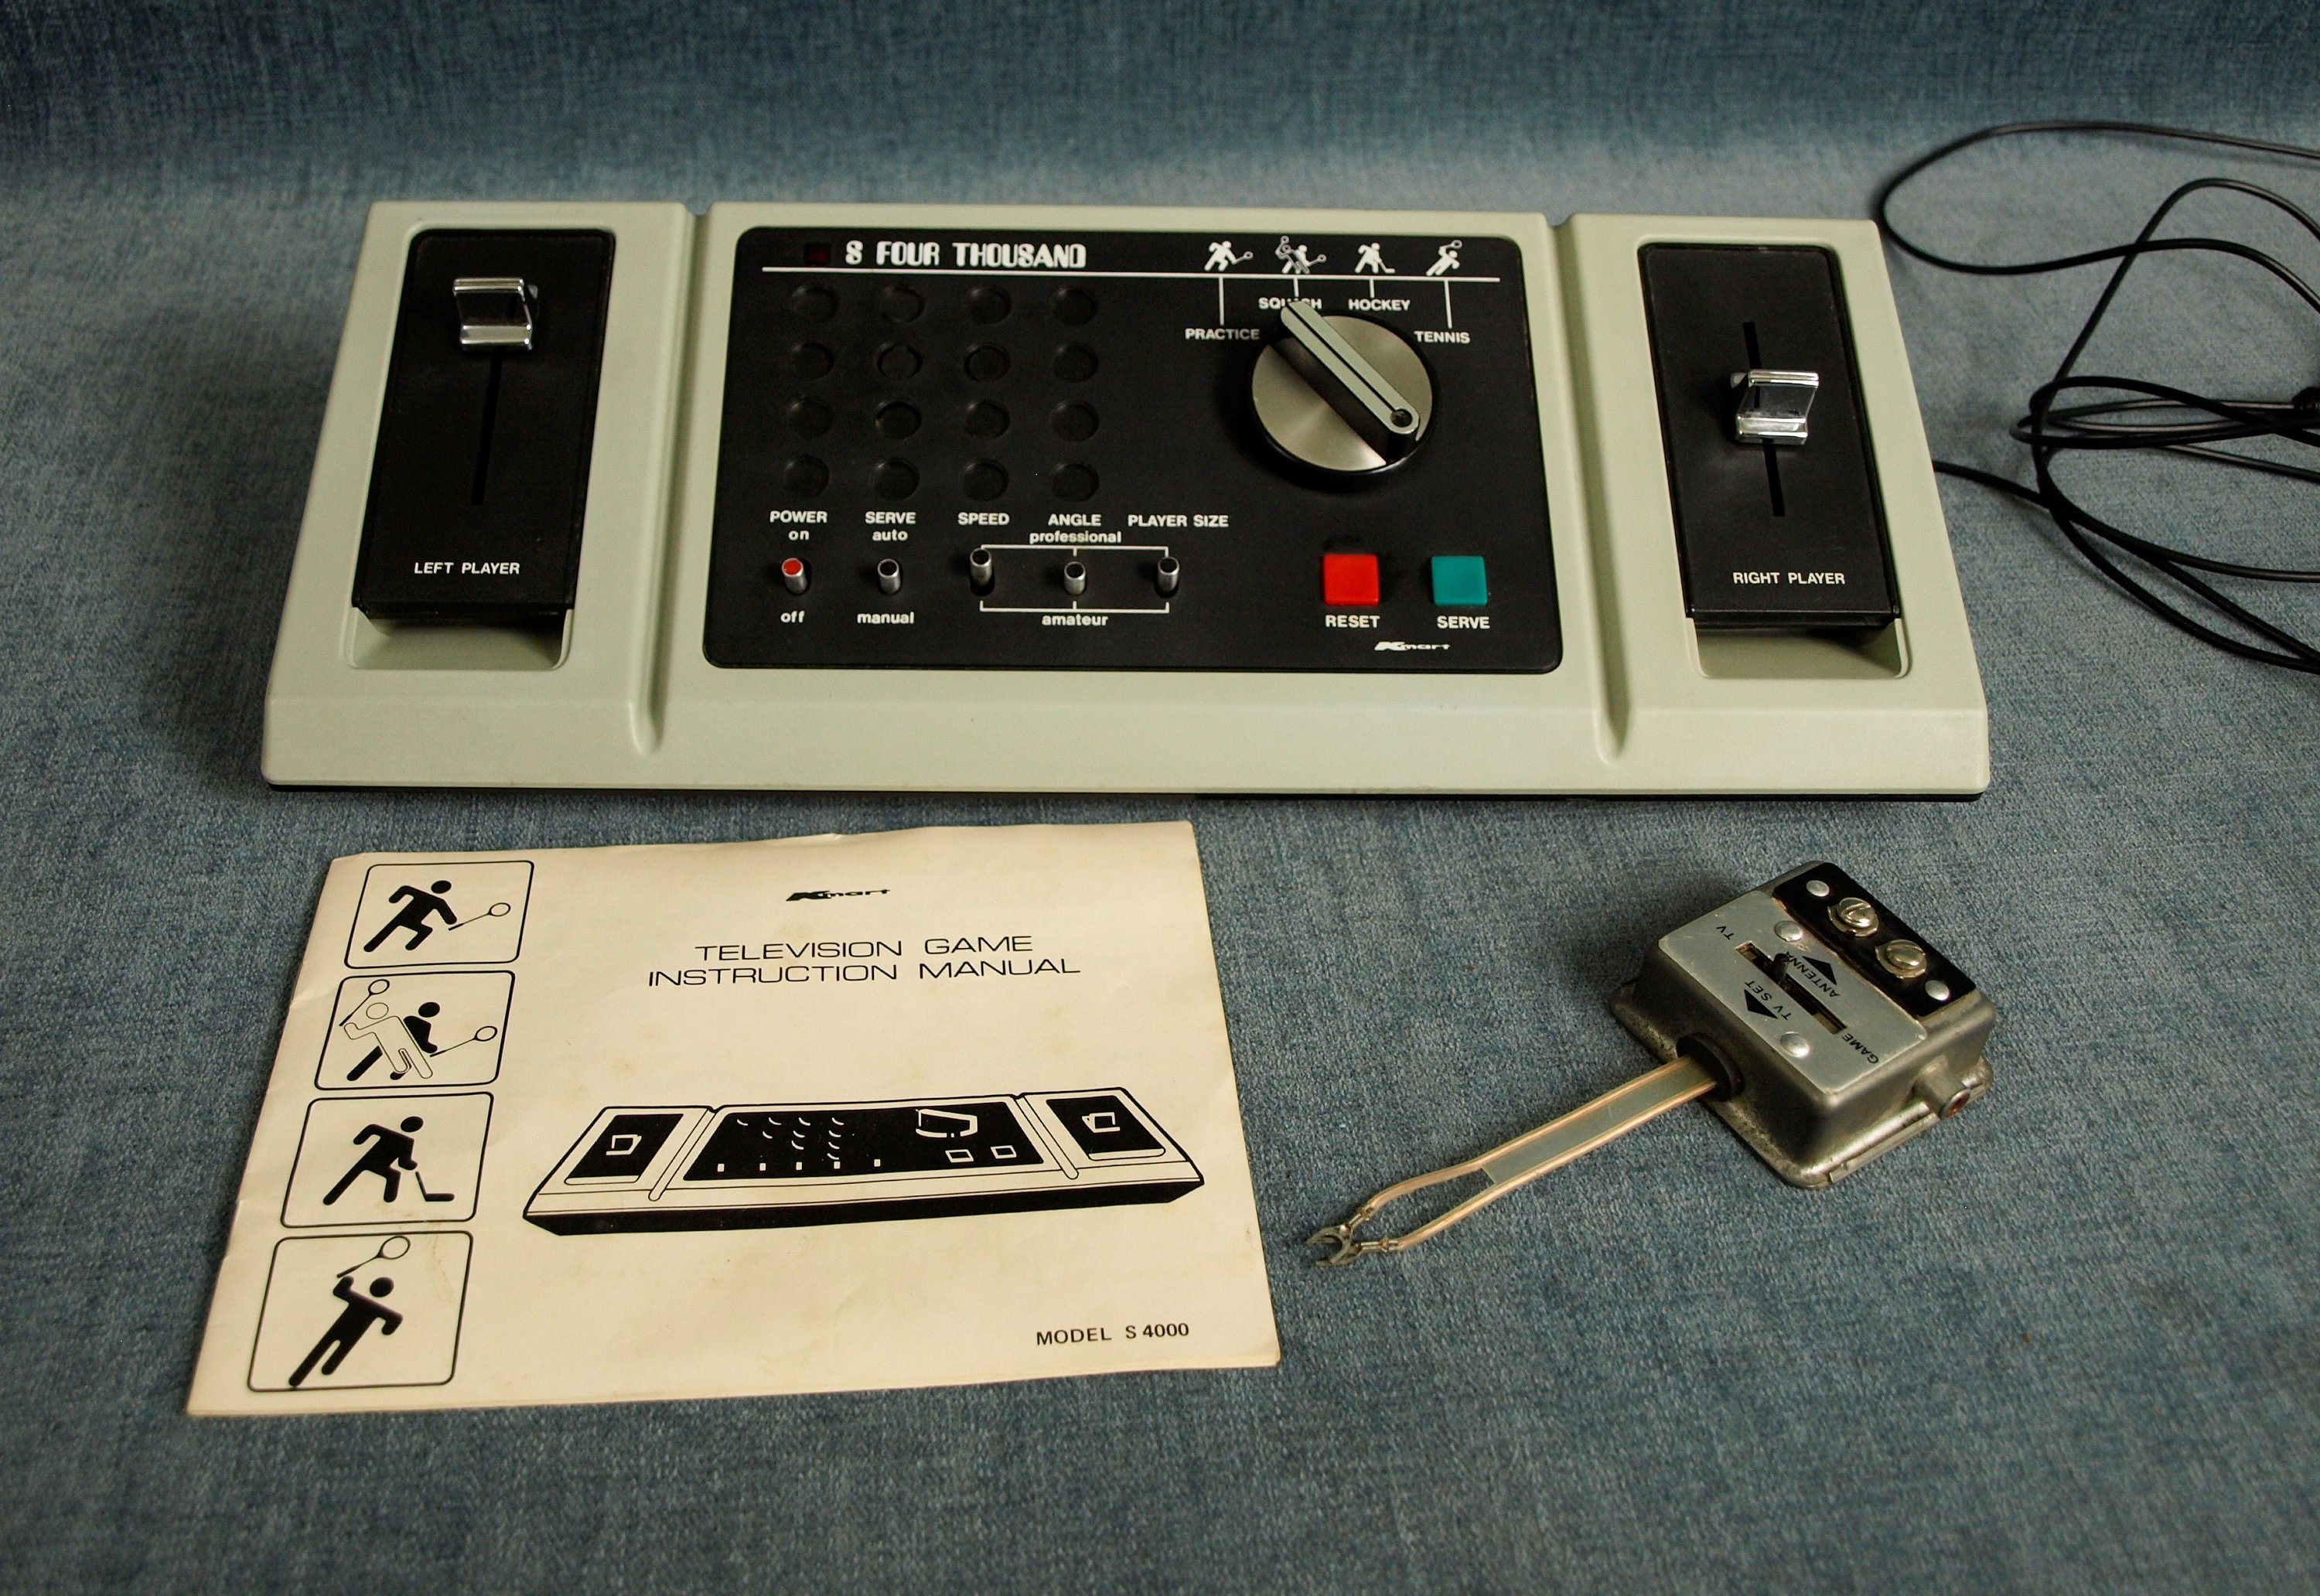 S FOUR THOUSAND
SQUASH HOCKEY
PRACTICE TENNIS
POWER SERVE SPEED ANGLE PLAYER SIZE
on auto professional
off manual amateur
RESET SERVE
Kmart
LEFT PLAYER
RIGHT PLAYER
Kmart
TELEVISION GAME
INSTRUCTION MANUAL
MODEL S 4000
TV
ANTENNA
TV SET
GAME